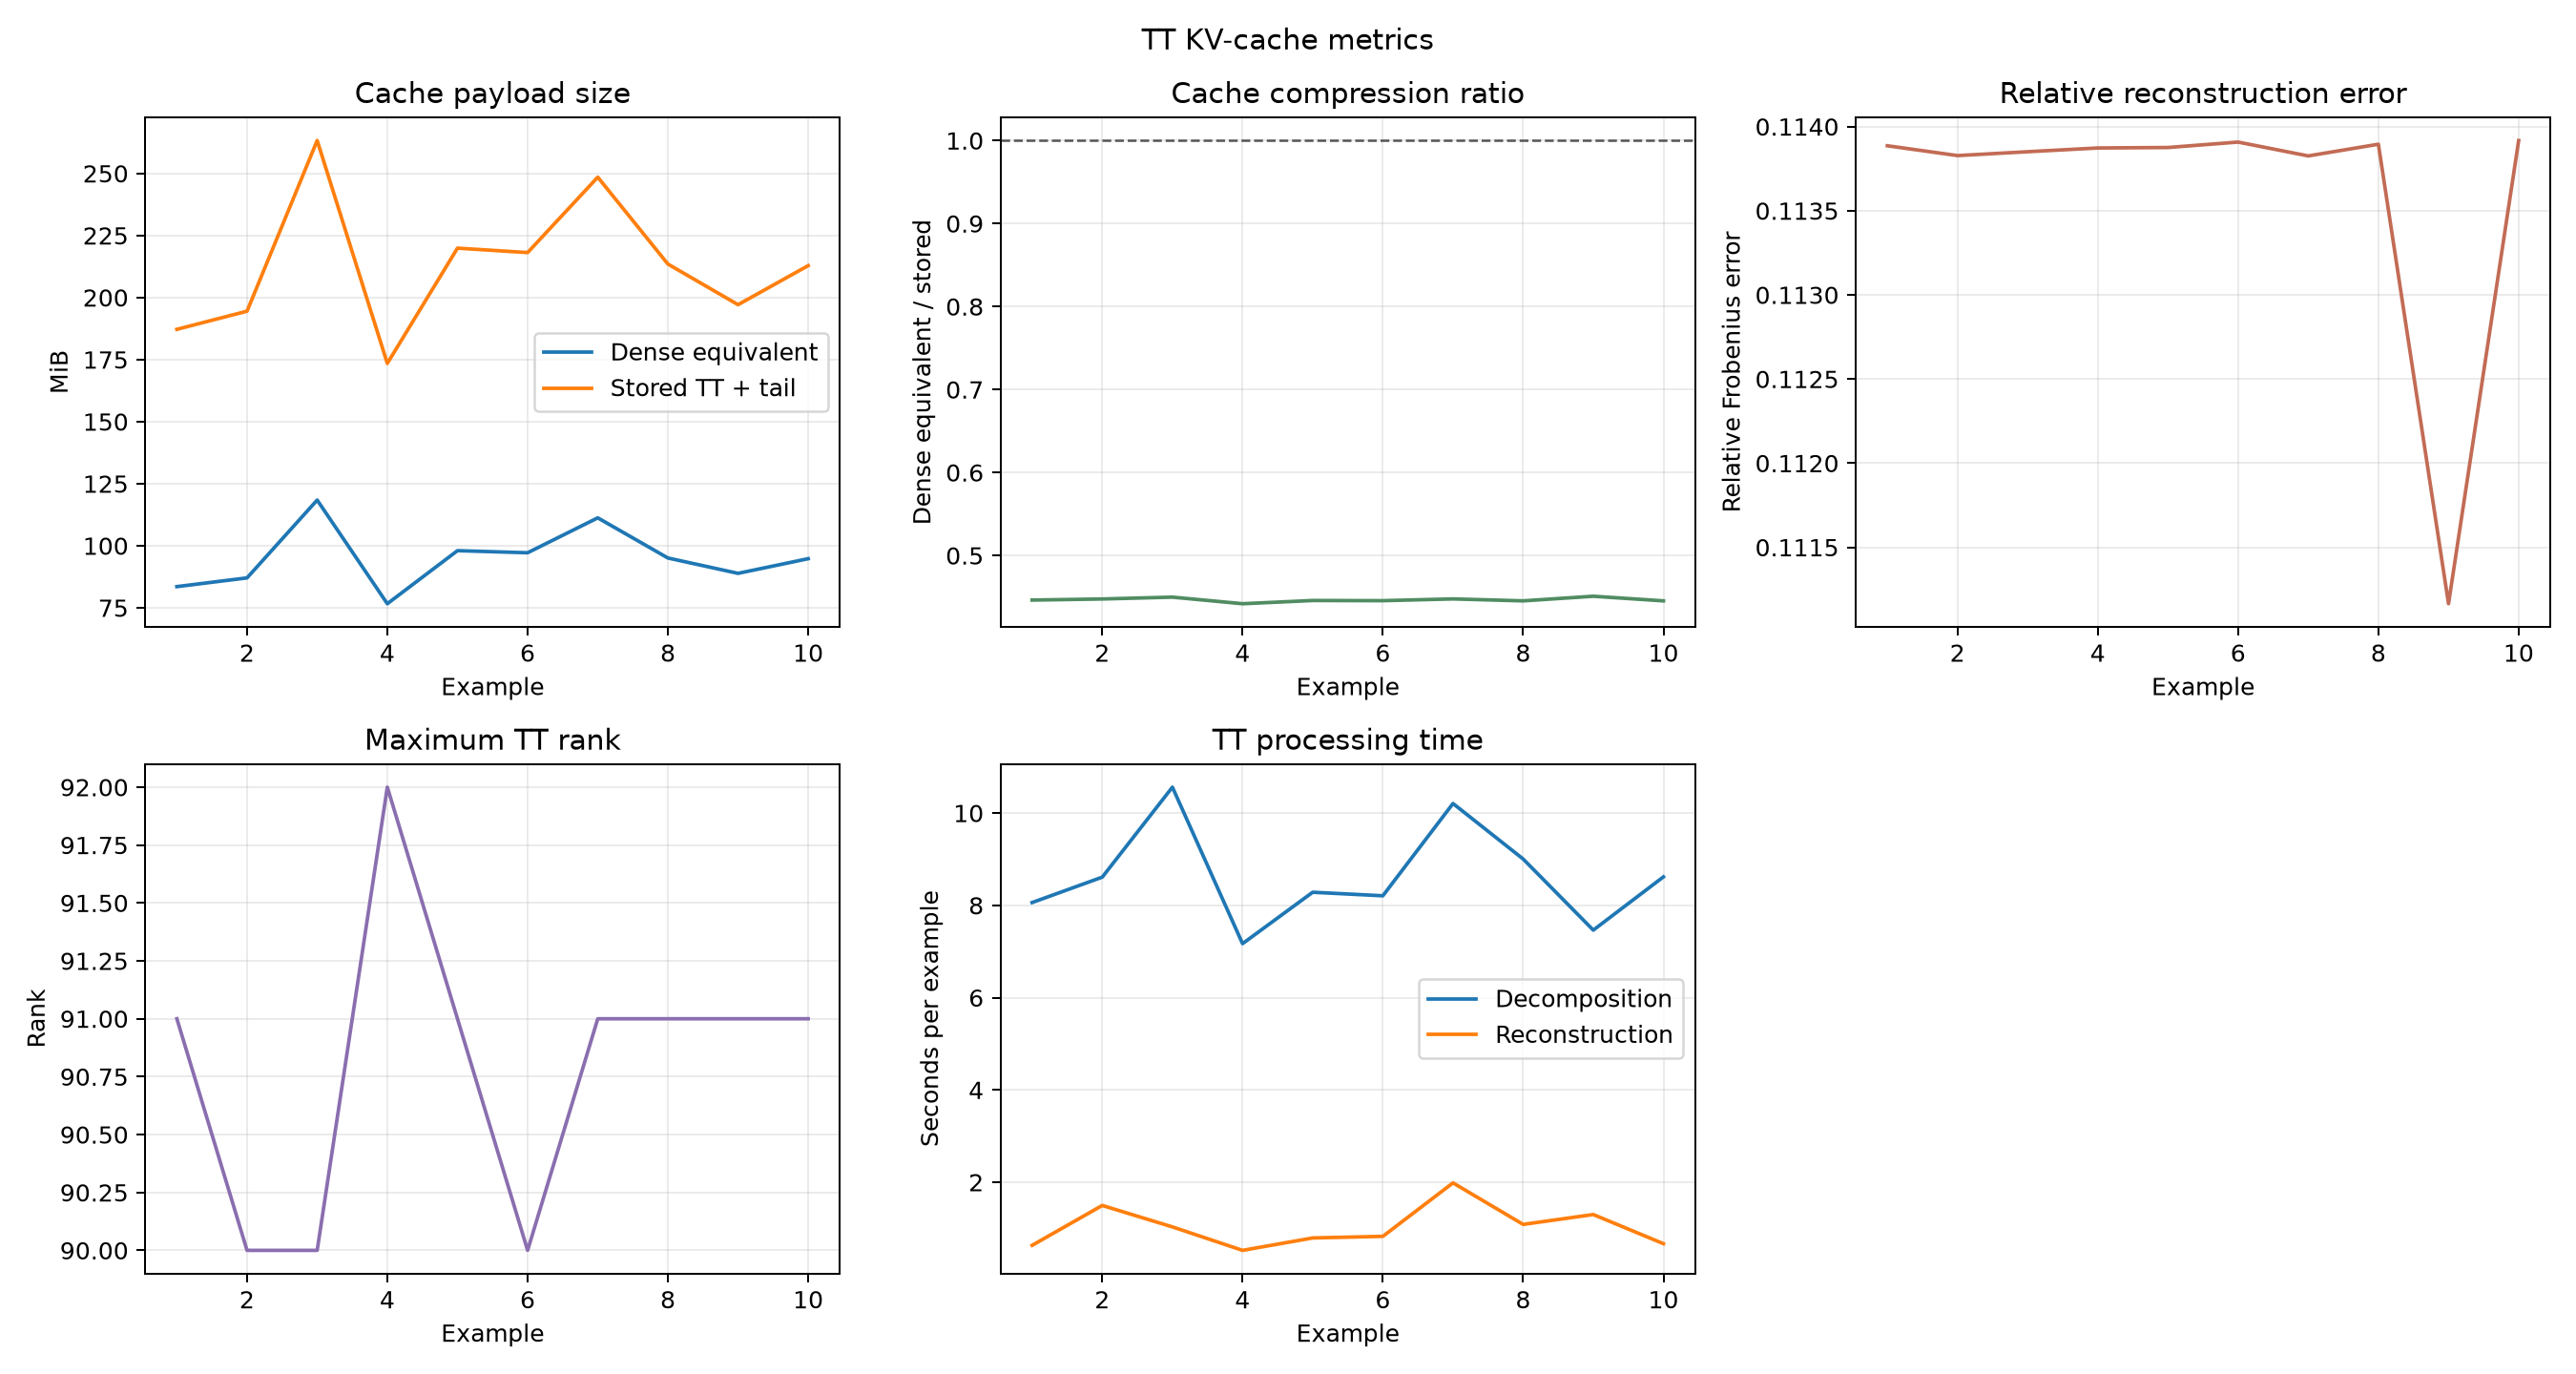 TT KV-cache metrics
Cache payload size
MiB
250
225
200
175
150
125
100
75
Dense equivalent
Stored TT + tail
2 4 6 8 10
Example
Cache compression ratio
Dense equivalent / stored
1.0
0.9
0.8
0.7
0.6
0.5
2 4 6 8 10
Example
Relative reconstruction error
Relative Frobenius error
0.1140
0.1135
0.1130
0.1125
0.1120
0.1115
2 4 6 8 10
Example
Maximum TT rank
Rank
92.00
91.75
91.50
91.25
91.00
90.75
90.50
90.25
90.00
2 4 6 8 10
Example
TT processing time
Seconds per example
10
8
6
4
2
Decomposition
Reconstruction
2 4 6 8 10
Example